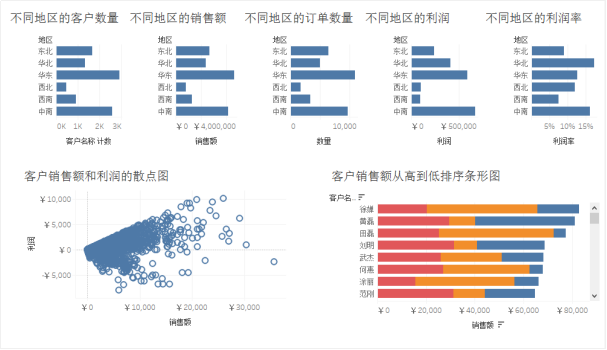 不同地区的客户数量
不同地区的销售额
不同地区的订单数量
不同地区的利润
不同地区的利润率
地区 地区 地区 地区 地区
东北 东北 东北 东北 东北
华北 华北 华北 华北 华北
华东 华东 华东 华东 华东
西北 西北 西北 西北 西北
西南 西南 西南 西南 西南
中南 中南 中南 中南 中南
0K 1K 2K 3K ¥0 ¥4,000,000 0 10,000 ¥0 ¥500,000 5% 10% 15%
客户名称 计数 销售额 数量 利润 利润率
客户销售额和利润的散点图
¥10,000
¥5,000
¥0
-¥5,000
利润
¥0 ¥10,000 ¥20,000 ¥30,000
销售额
客户销售额从高到低排序条形图
客户名..
徐婵
黄磊
田晶
刘明
武杰
何惠
涂丽
范刚
¥0 ¥20,000 ¥40,000 ¥60,000 ¥80,000
销售额